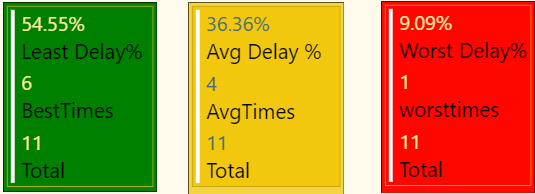 54.55%
Least Delay%
6
BestTimes
11
Total
36.36%
Avg Delay %
4
AvgTimes
11
Total
9.09%
Worst Delay%
1
worsttimes
11
Total